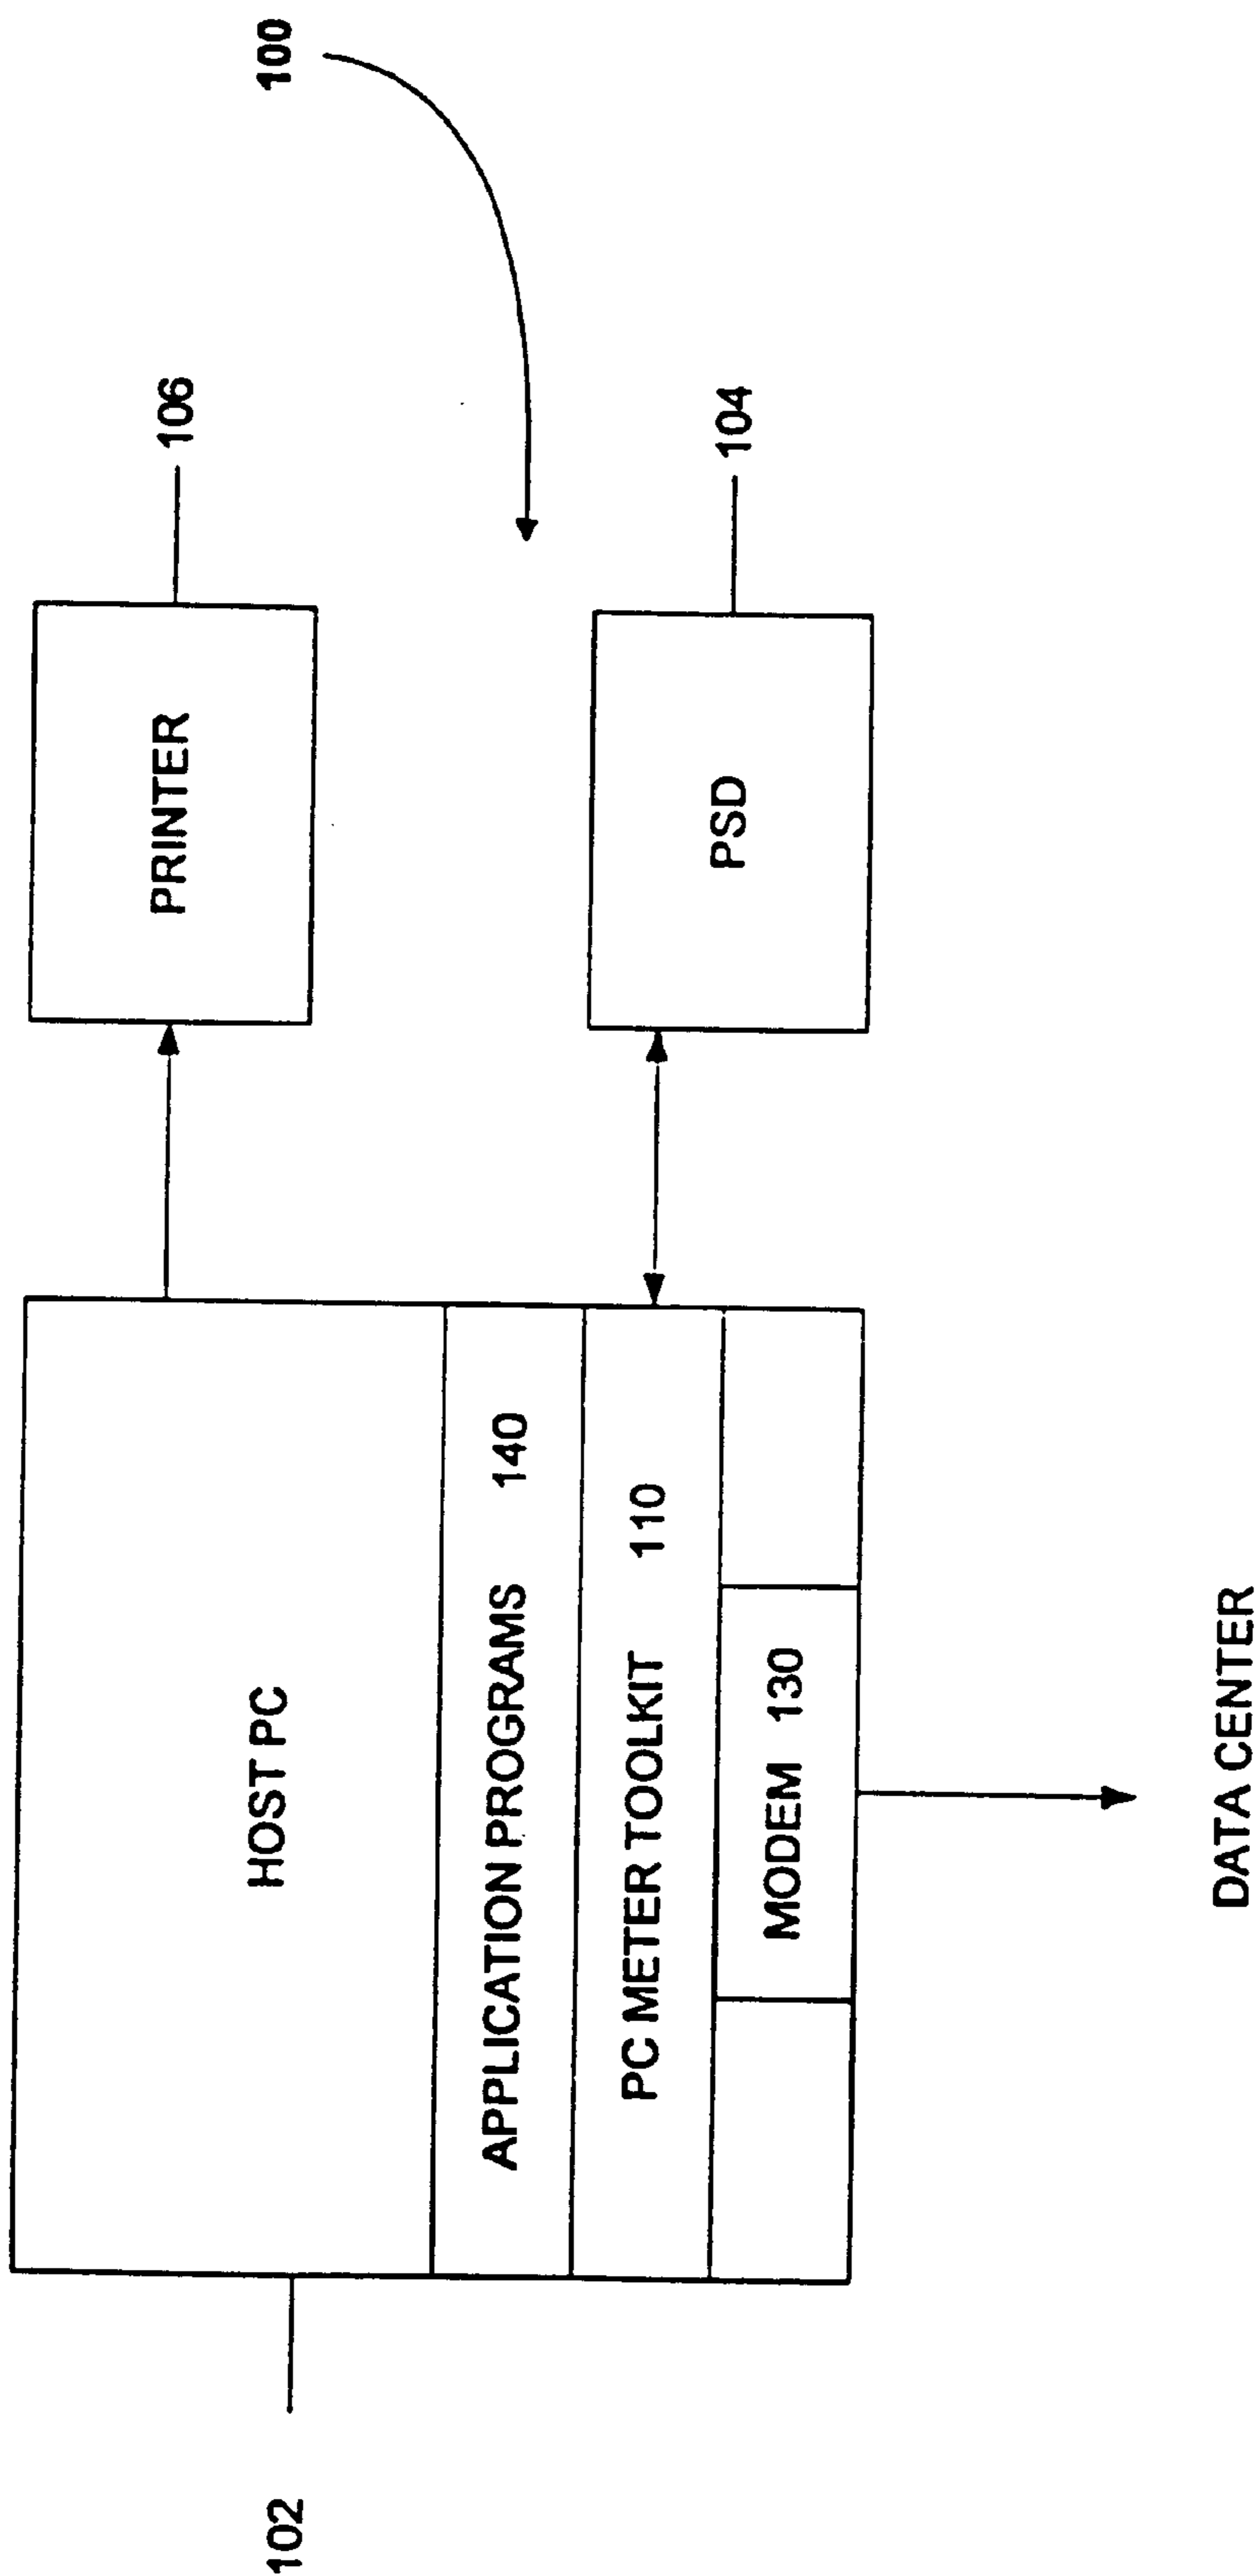 100
106
PRINTER
104
PSD
HOST PC
102
APPLICATION PROGRAMS 140
PC METER TOOLKIT 110
MODEM 130
DATA CENTER